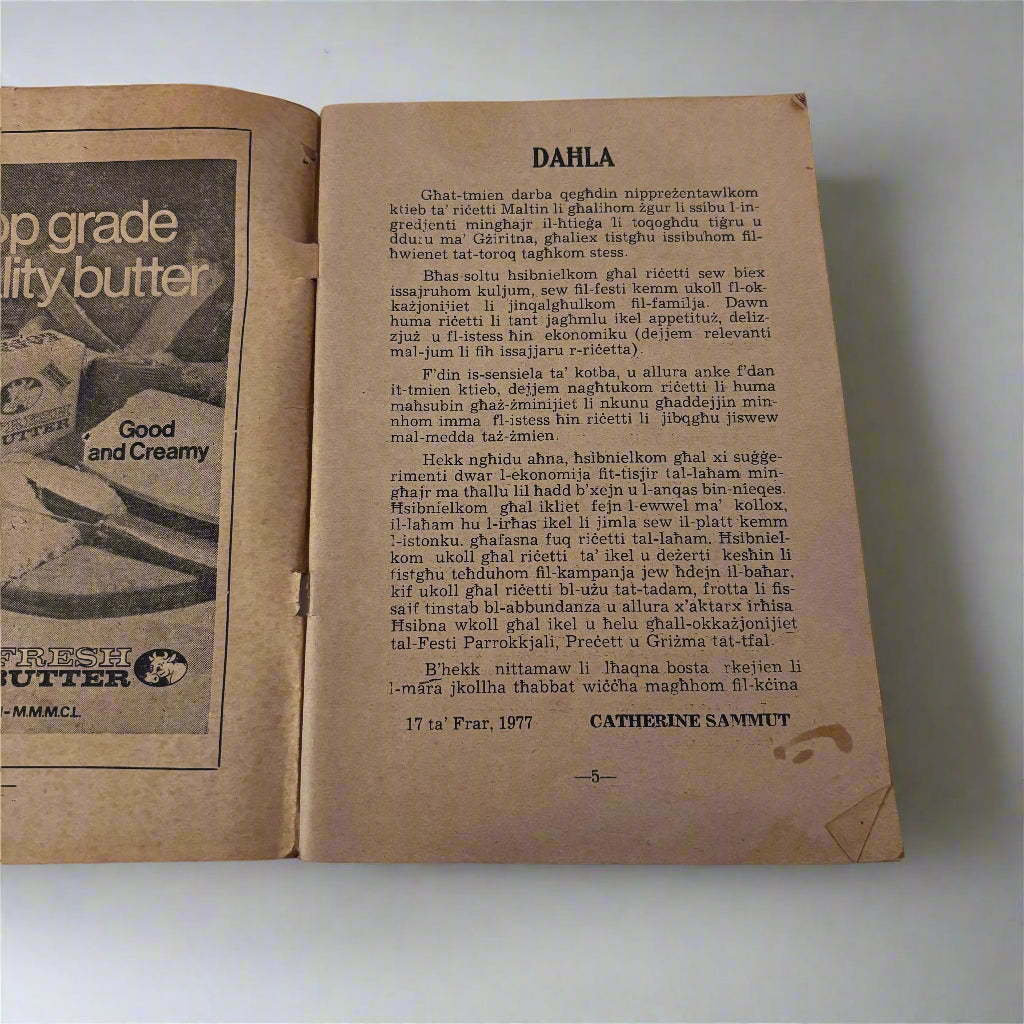 op grade
lity butter
Good
and Creamy
BUTTER
FRESH
BUTTER
I-M.M.M.C.L.
DAĦLA
Għat-tmien darba qegħdin nippreżentawlkom
ktieb ta' riċetti Maltin li għalihom żgur li ssibu l-in-
gredjenti mingħajr il-ħtieġa li toqogħdu tiġru u
dduru ma' Gżiritna, għaliex tistgħu issibuhom fil-
ħwienet tat-toroq tagħkom stess.
Bħas-soltu ħsibnielkom għal riċetti sew biex
issajruhom kuljum, sew fil-festi kemm ukoll fl-ok-
każjonijiet li jinqalgħulkom fil-familja. Dawn
huma riċetti li tant jagħmlu ikel appetituż, deliz-
zjuż u fl-istess ħin ekonomiku (dejjem relevanti
mal-jum li fih issajjaru r-riċetta).
F'din is-sensiela ta' kotba, u allura anke f'dan
it-tmien ktieb, dejjem nagħtukom riċetti li huma
maħsubin għaż-żminijiet li nkunu għaddejjin min-
nhom imma fl-istess ħin riċetti li jibqgħu jiswew
mal-medda taż-żmien.
Hekk ngħidu aħna, ħsibnielkom għal xi suġġe-
rimenti dwar l-ekonomija fit-tisjir tal-laħam min-
għajr ma tħallu lil ħadd b'xejn u l-anqas bin-nieqes.
Ħsibnielkom għal ikliet fejn l-ewwel ma' kollox,
il-laħam hu l-irħas ikel li jimla sew il-platt kemm
l-istonku. għafasna fuq riċetti tal-laħam. Ħsibniel-
kom ukoll għal riċetti ta' ikel u deżerti kesħin li
tistgħu teħduhom fil-kampanja jew ħdejn il-baħar,
kif ukoll għal riċetti bl-użu tat-tadam, frotta li fis-
sajf tinstab bl-abbundanza u allura x'aktarx irħisa
Ħsibna wkoll għal ikel u ħelu għall-okkażjonijiet
tal-Festi Parrokkjali, Preċett u Griżma tat-tfal.
B'hekk nittamaw li lħaqna bosta rkejjen li
l-mara jkollha tħabbat wiċċha magħhom fil-kċina
17 ta' Frar, 1977 CATHERINE SAMMUT
—5—